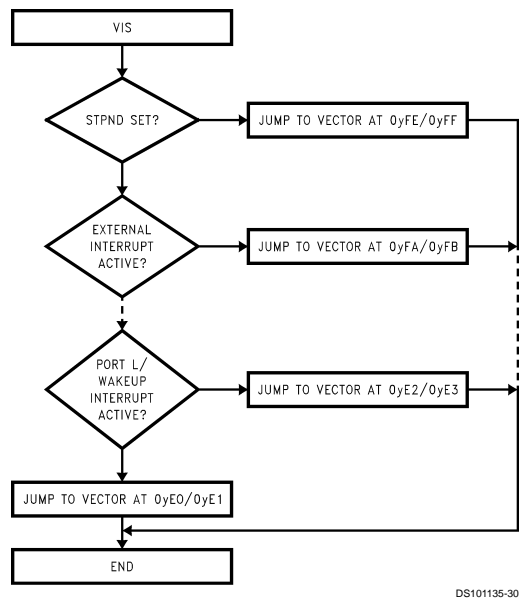 VIS
STPND SET?
JUMP TO VECTOR AT 0yFE/0yFF
EXTERNAL
INTERRUPT
ACTIVE?
JUMP TO VECTOR AT 0yFA/0yFB
PORT L/
WAKEUP
INTERRUPT
ACTIVE?
JUMP TO VECTOR AT 0yE2/0yE3
JUMP TO VECTOR AT 0yE0/0yE1
END
DS101135-30